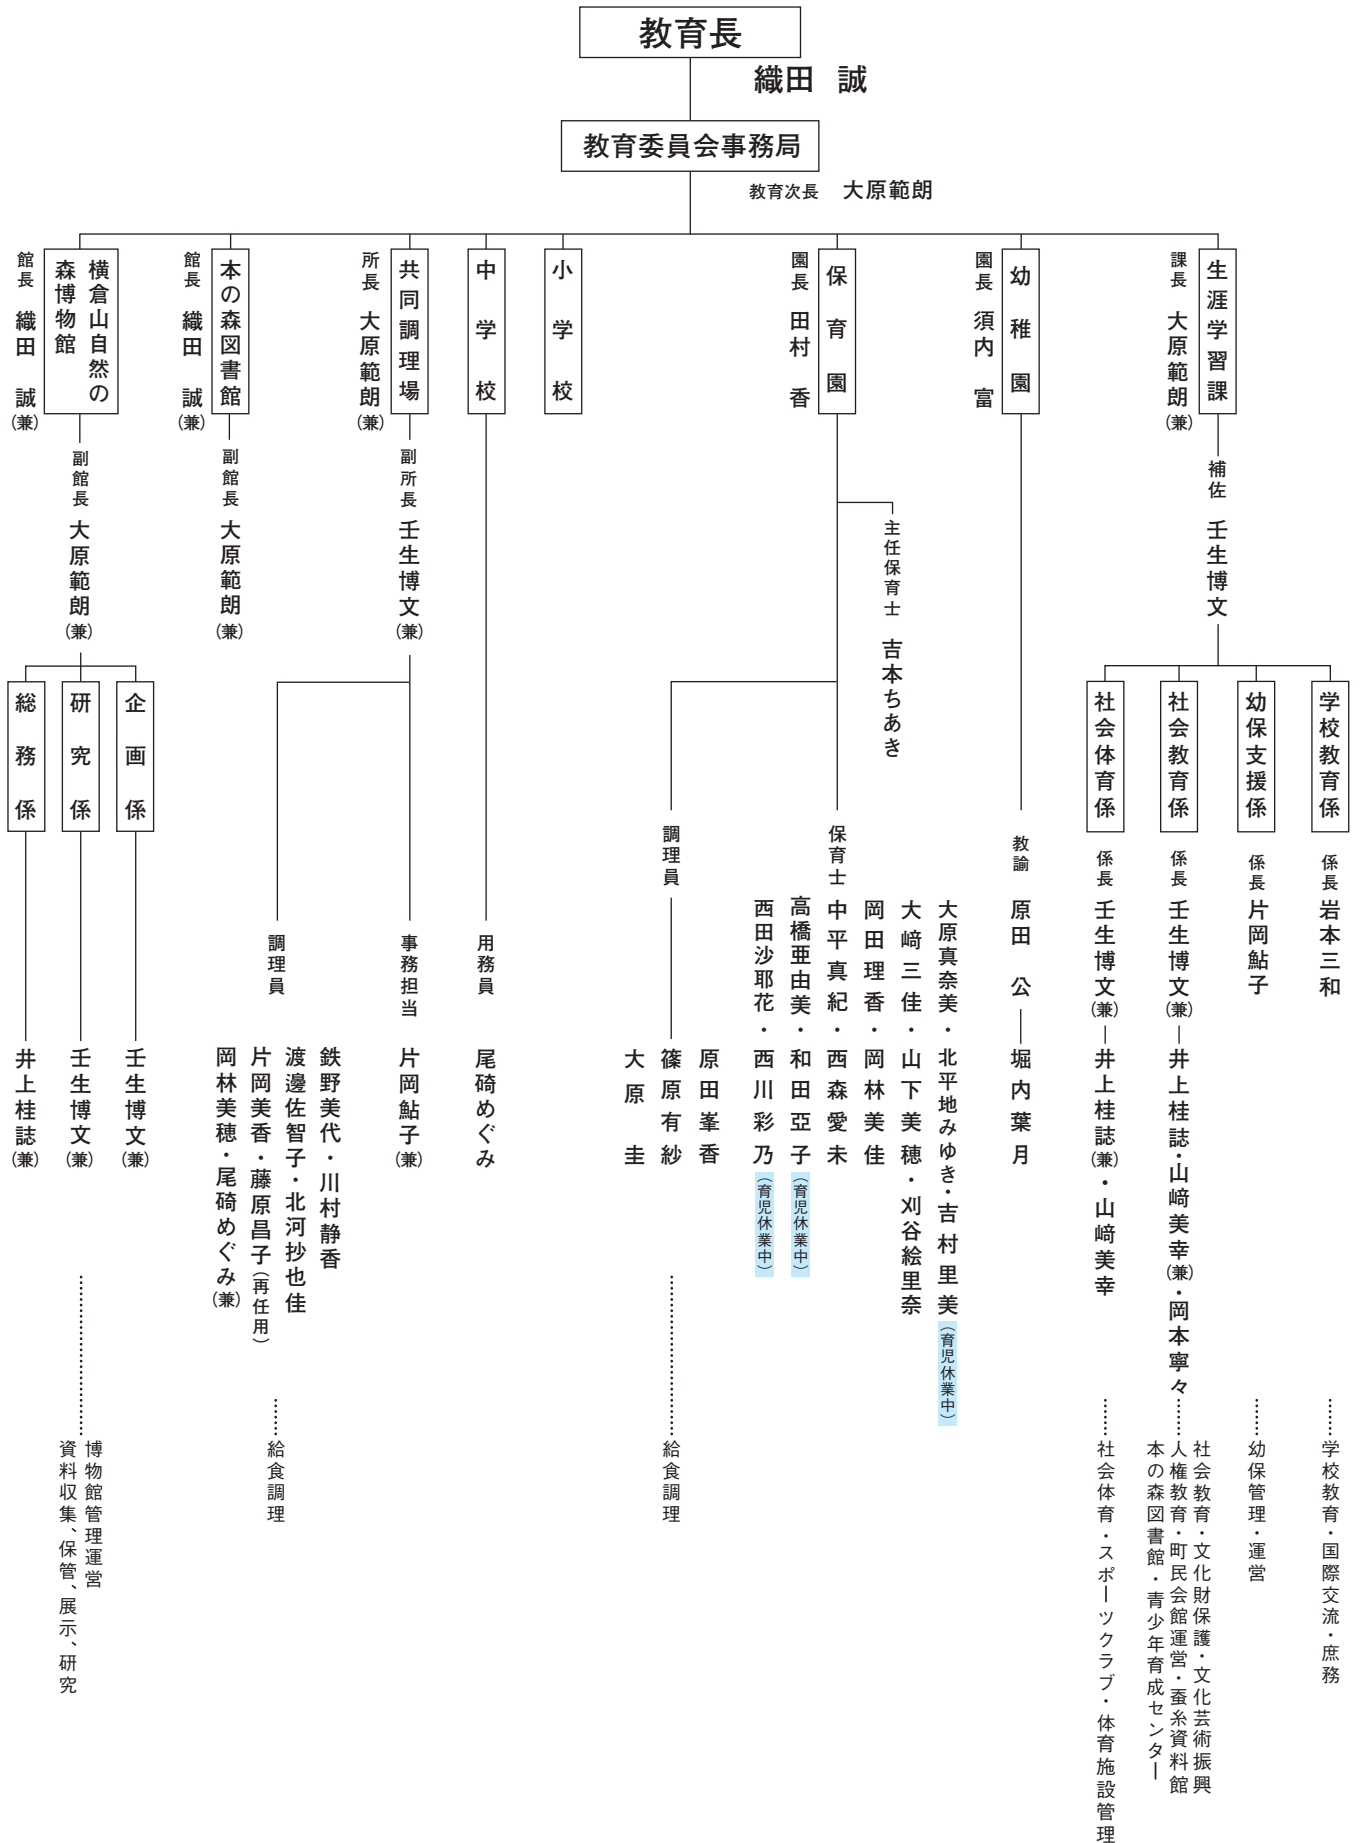 教育長
織田 誠
教育委員会事務局
教育次長 大原範朗
生涯学習課
課長 大原範朗(兼)
補佐 壬生博文
学校教育係
係長 岩本三和
……学校教育・国際交流・庶務
幼保支援係
係長 片岡鮎子
……幼保管理・運営
社会教育係
係長 壬生博文(兼)―井上桂誌・山﨑美幸(兼)・岡本寧々
社会教育・文化財保護・文化芸術振興
……人権教育・町民会館運営・蚕糸資料館
本の森図書館・青少年育成センター
社会体育係
係長 壬生博文(兼)―井上桂誌(兼)・山﨑美幸
……社会体育・スポーツクラブ・体育施設管理
幼稚園
園長 須内 富
教諭 原田 公―堀内葉月
保育園
園長 田村 香
主任保育士 吉本ちあき
保育士
大原真奈美・北平地みゆき・吉村里美(育児休業中)
大﨑三佳・山下美穂・刈谷絵里奈
岡田理香・岡林美佳
中平真紀・西森愛未
高橋亜由美・和田亞子(育児休業中)
西田沙耶花・西川彩乃(育児休業中)
調理員
原田峯香
篠原有紗
大原 圭
……給食調理
小学校
中学校
用務員 尾碕めぐみ
共同調理場
所長 大原範朗(兼)
副所長 壬生博文(兼)
事務担当 片岡鮎子(兼)
調理員
鉄野美代・川村静香
渡邊佐智子・北河抄也佳
片岡美香・藤原昌子(再任用)
岡林美穂・尾碕めぐみ(兼)
……給食調理
本の森図書館
館長 織田 誠(兼)
副館長 大原範朗(兼)
横倉山自然の
森博物館
館長 織田 誠(兼)
副館長 大原範朗(兼)
企画係
壬生博文(兼)
研究係
壬生博文(兼)
総務係
井上桂誌(兼)
……博物館管理運営
資料収集、保管、展示、研究